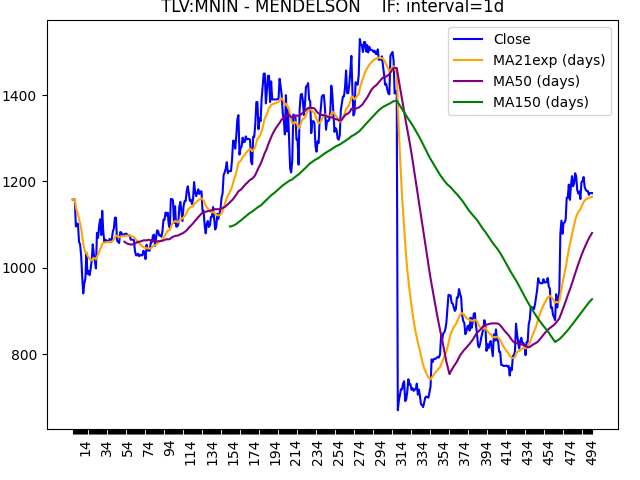 TLV:MNIN - MENDELSON    IF: interval=1d
Close
MA21exp (days)
MA50 (days)
MA150 (days)
1400
1200
1000
800
14 34 54 74 94 114 134 154 174 194 214 234 254 274 294 314 334 354 374 394 414 434 454 474 494